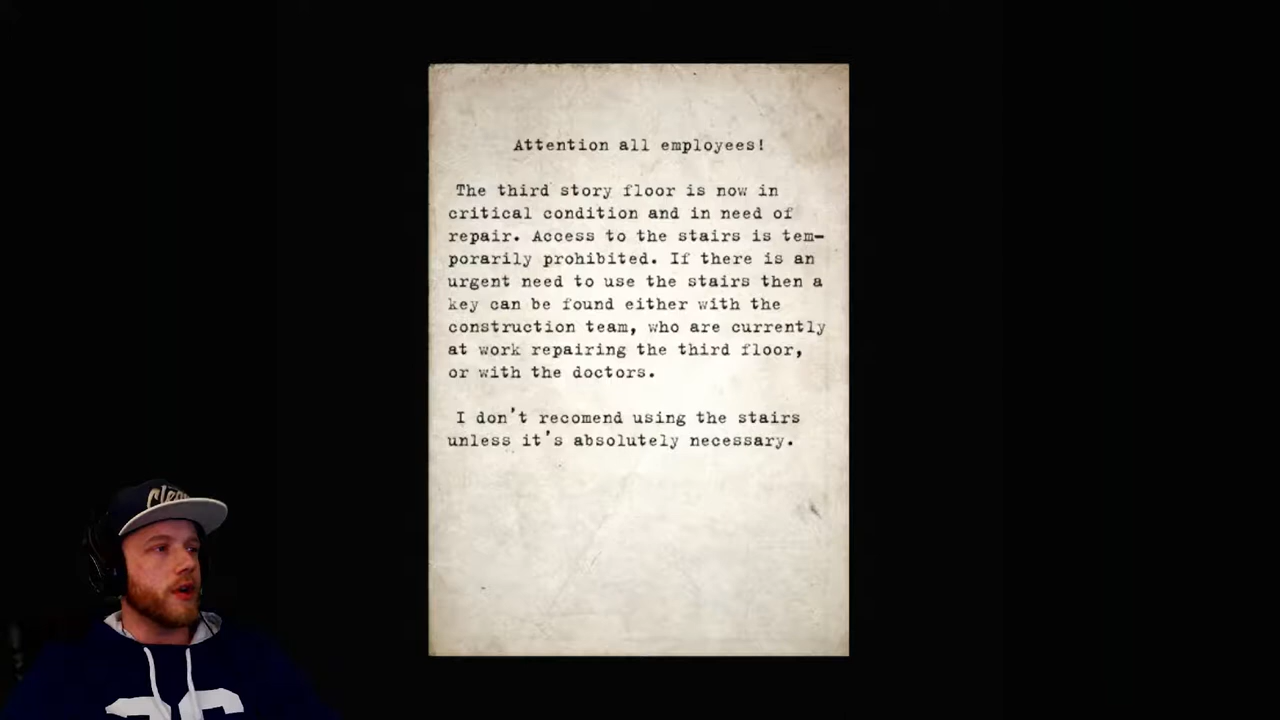 Attention all employees!
The third story floor is now in
critical condition and in need of
repair. Access to the stairs is tem-
porarily prohibited. If there is an
urgent need to use the stairs then a
key can be found either with the
construction team, who are currently
at work repairing the third floor,
or with the doctors.
I don't recomend using the stairs
unless it's absolutely necessary.